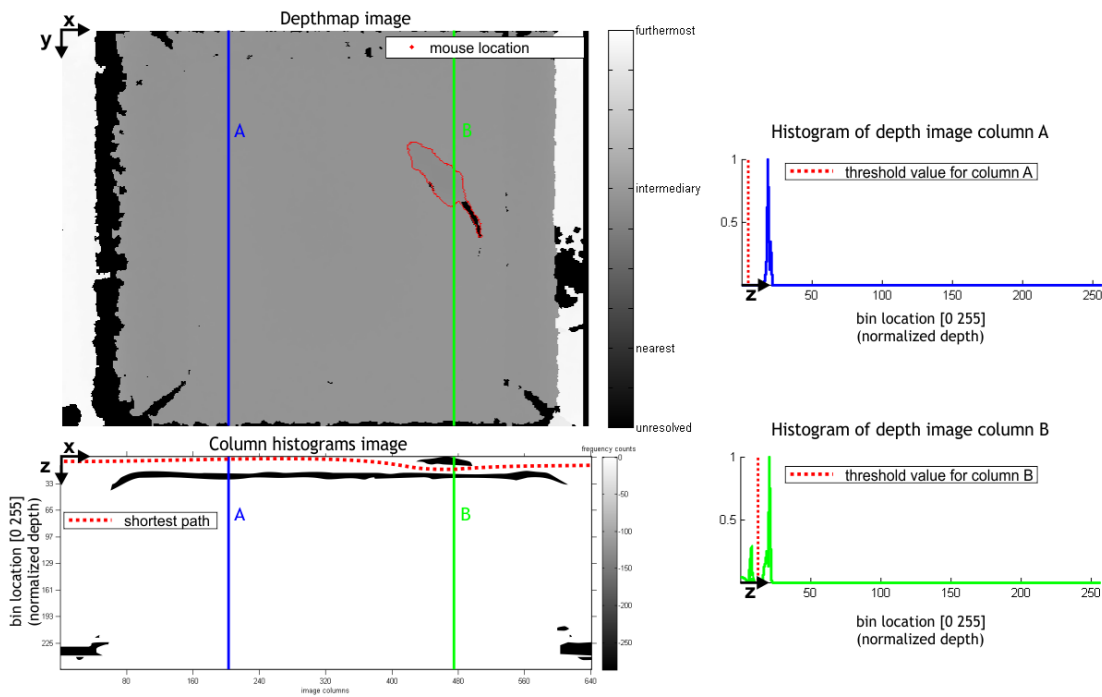 Depthmap image
x
y
mouse location
A
B
furthermost
intermediary
nearest
unresolved
Column histograms image
x
z
bin location [0 255]
(normalized depth)
33
65
97
129
161
193
225
shortest path
A
B
80
160
240
320
400
480
560
640
image columns
frequency counts
0
-50
-100
-150
-200
-250
Histogram of depth image column A
threshold value for column A
1
0.5
z
50
100
150
200
250
bin location [0 255]
(normalized depth)
Histogram of depth image column B
threshold value for column B
1
0.5
z
50
100
150
200
250
bin location [0 255]
(normalized depth)